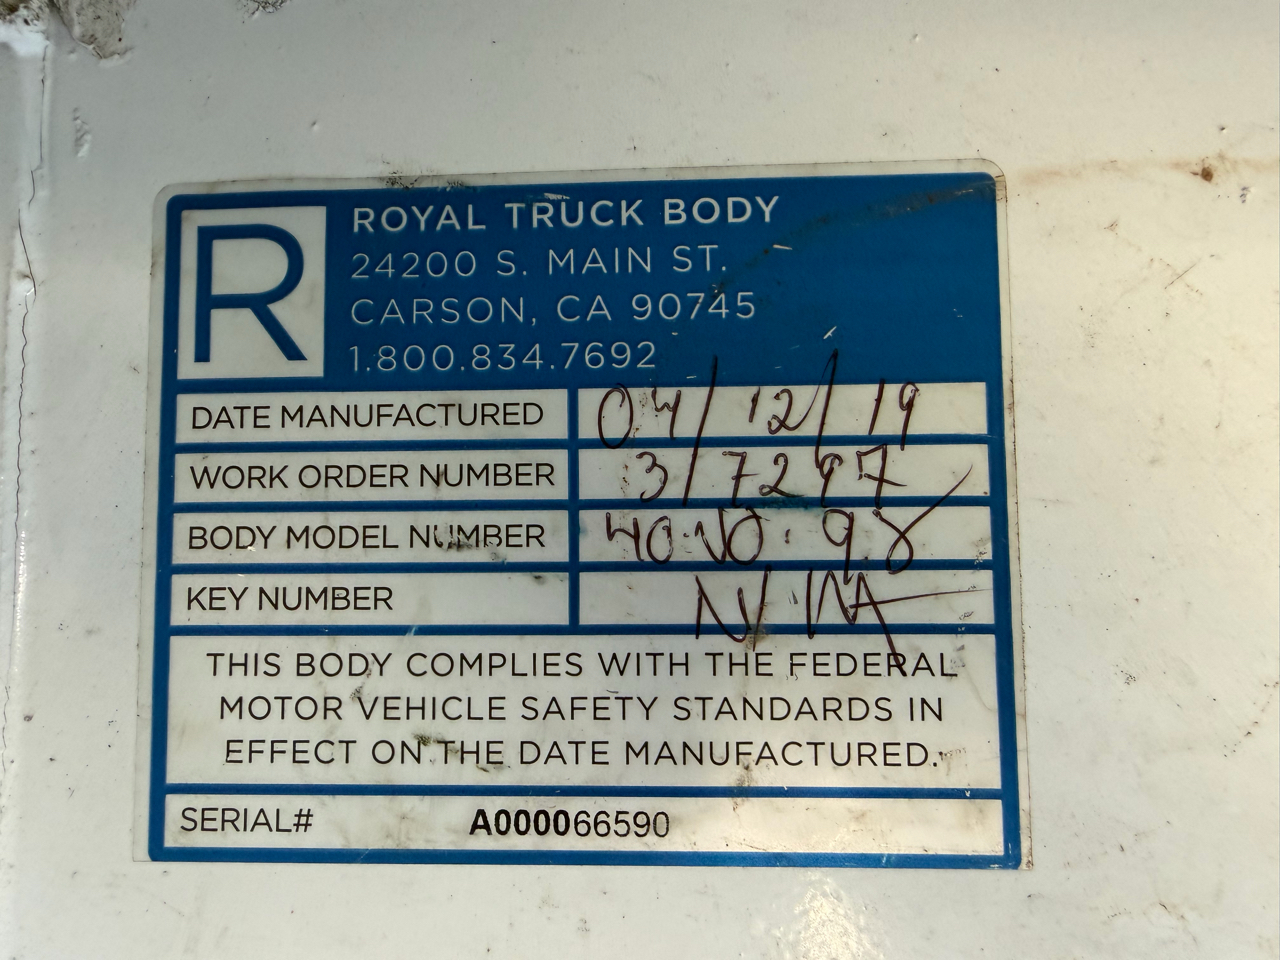 R
ROYAL TRUCK BODY
24200 S. MAIN ST.
CARSON, CA 90745
1.800.834.7692
DATE MANUFACTURED 04/12/19
WORK ORDER NUMBER 317297
BODY MODEL NUMBER
KEY NUMBER
THIS BODY COMPLIES WITH THE FEDERAL
MOTOR VEHICLE SAFETY STANDARDS IN
EFFECT ON THE DATE MANUFACTURED.
SERIAL# A000066590